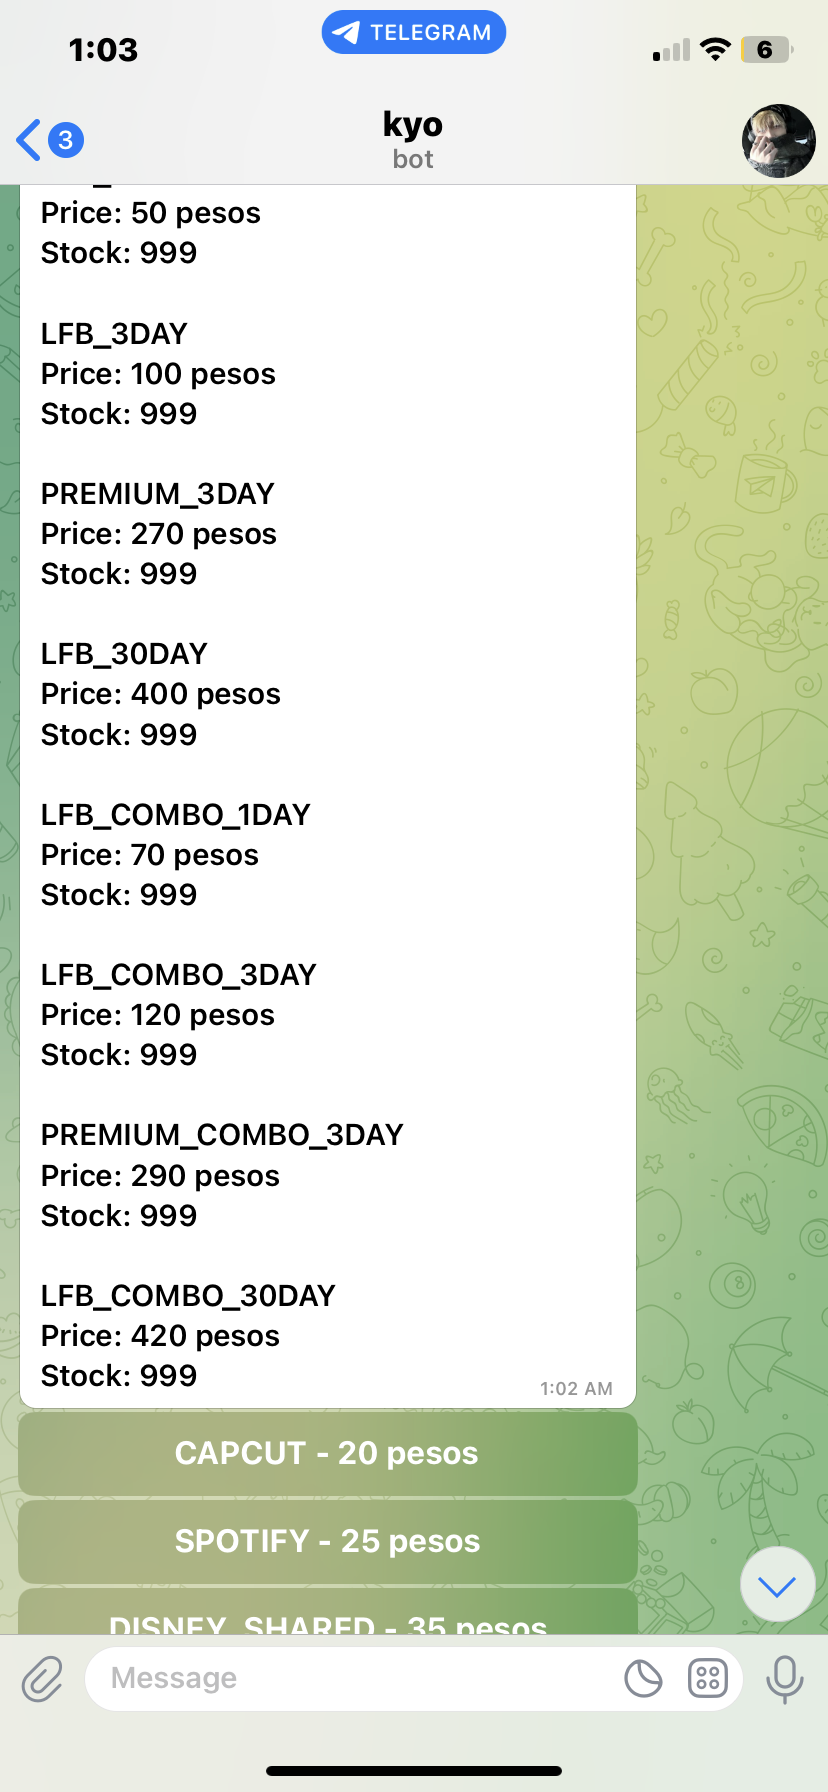 1:03
TELEGRAM
6
3
kyo
bot
Price: 50 pesos
Stock: 999
LFB_3DAY
Price: 100 pesos
Stock: 999
PREMIUM_3DAY
Price: 270 pesos
Stock: 999
LFB_30DAY
Price: 400 pesos
Stock: 999
LFB_COMBO_1DAY
Price: 70 pesos
Stock: 999
LFB_COMBO_3DAY
Price: 120 pesos
Stock: 999
PREMIUM_COMBO_3DAY
Price: 290 pesos
Stock: 999
LFB_COMBO_30DAY
Price: 420 pesos
Stock: 999
1:02 AM
CAPCUT - 20 pesos
SPOTIFY - 25 pesos
DISNEY_SHARED - 35 pesos
Message